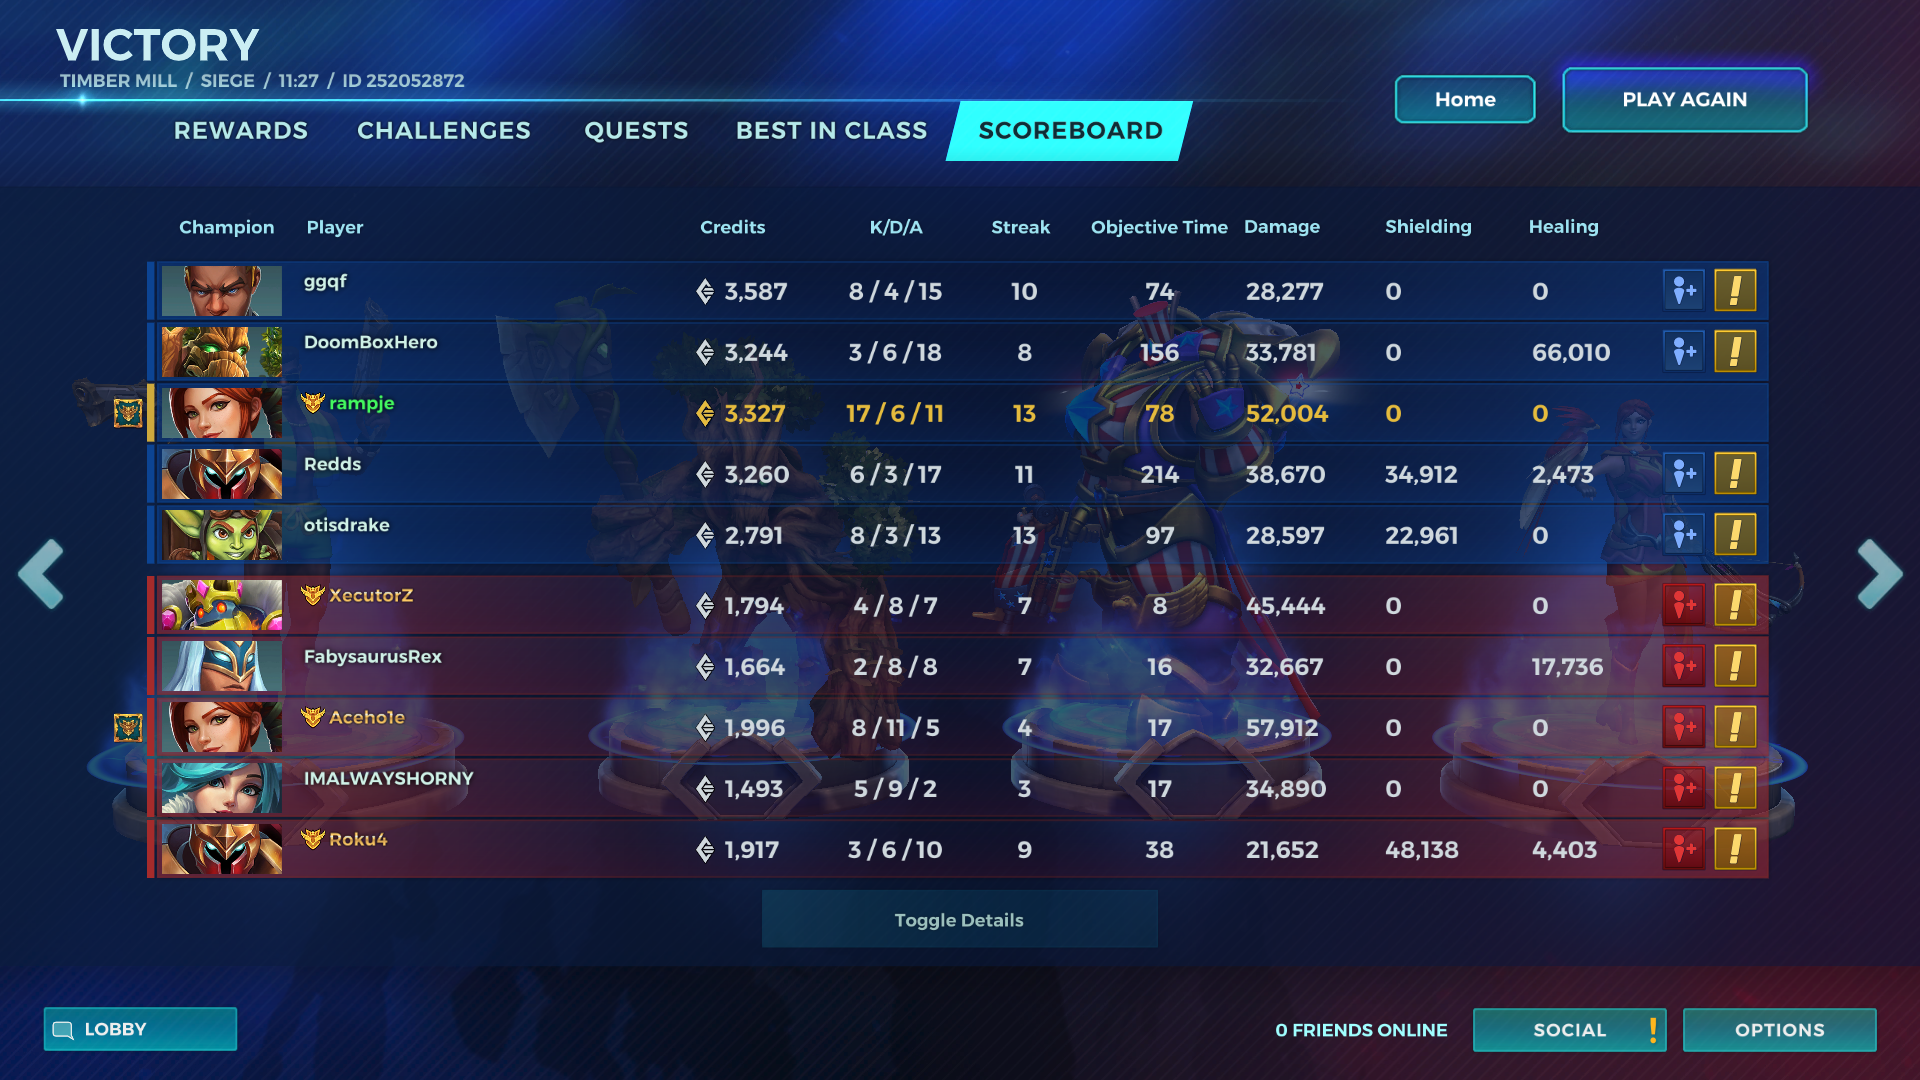 VICTORY
TIMBER MILL / SIEGE / 11:27 / ID 252052872
Home
PLAY AGAIN
REWARDS CHALLENGES QUESTS BEST IN CLASS SCOREBOARD
Champion Player Credits K/D/A Streak Objective Time Damage Shielding Healing
ggqf 3,587 8 / 4 / 15 10 74 28,277 0 0
DoomBoxHero 3,244 3 / 6 / 18 8 156 33,781 0 66,010
rampje 3,327 17 / 6 / 11 13 78 52,004 0 0
Redds 3,260 6 / 3 / 17 11 214 38,670 34,912 2,473
otisdrake 2,791 8 / 3 / 13 13 97 28,597 22,961 0
XecutorZ 1,794 4 / 8 / 7 7 8 45,444 0 0
FabysaurusRex 1,664 2 / 8 / 8 7 16 32,667 0 17,736
Aceho1e 1,996 8 / 11 / 5 4 17 57,912 0 0
IMALWAYSHORNY 1,493 5 / 9 / 2 3 17 34,890 0 0
Roku4 1,917 3 / 6 / 10 9 38 21,652 48,138 4,403
Toggle Details
LOBBY
0 FRIENDS ONLINE
SOCIAL !
OPTIONS